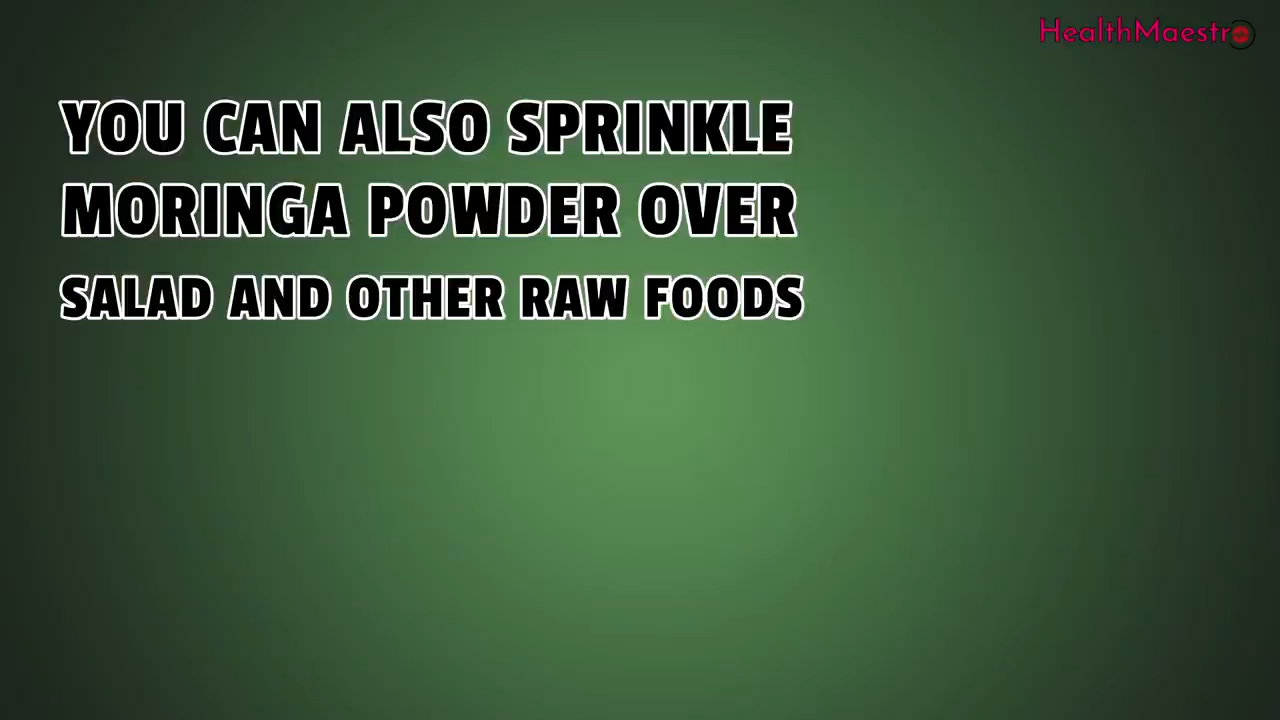 HealthMaestro
YOU CAN ALSO SPRINKLE
MORINGA POWDER OVER
SALAD AND OTHER RAW FOODS